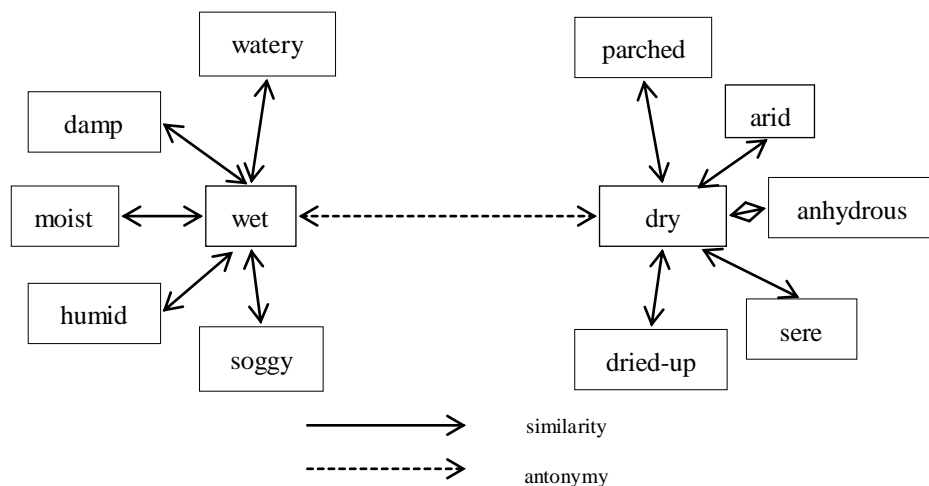 watery
parched
damp
arid
moist
wet
dry
anhydrous
humid
soggy
dried-up
sere
similarity
antonymy